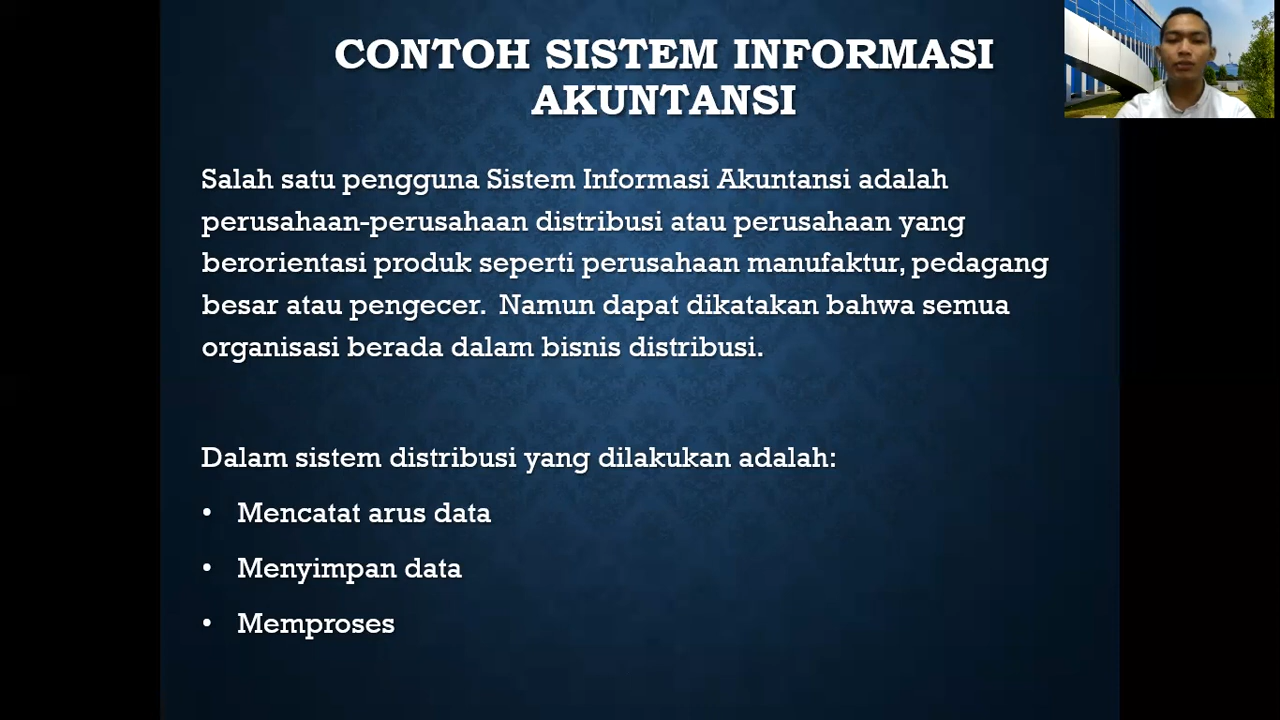 CONTOH SISTEM INFORMASI
AKUNTANSI
Salah satu pengguna Sistem Informasi Akuntansi adalah
perusahaan-perusahaan distribusi atau perusahaan yang
berorientasi produk seperti perusahaan manufaktur, pedagang
besar atau pengecer. Namun dapat dikatakan bahwa semua
organisasi berada dalam bisnis distribusi.
Dalam sistem distribusi yang dilakukan adalah:
• Mencatat arus data
• Menyimpan data
• Memproses